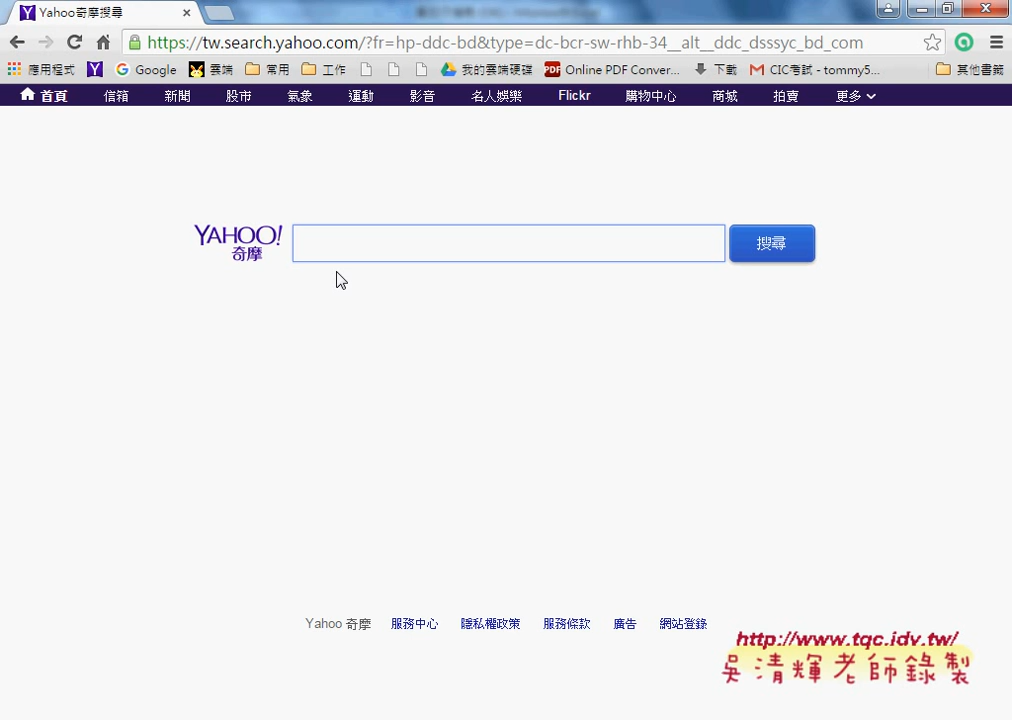 Yahoo奇摩搜尋
https://tw.search.yahoo.com/?fr=hp-ddc-bd&type=dc-bcr-sw-rhb-34__alt__ddc_dsssyc_bd_com
應用程式 Google 雲端 常用 工作 我的雲端硬碟 PDF Online PDF Conver... 下載 CIC考試 - tommy5... 其他書籤
首頁 信箱 新聞 股市 氣象 運動 影音 名人娛樂 Flickr 購物中心 商城 拍賣 更多
YAHOO!
奇摩
搜尋
Yahoo 奇摩 服務中心 隱私權政策 服務條款 廣告 網站登錄
http://www.tqc.idv.tw/
吳清輝老師錄製